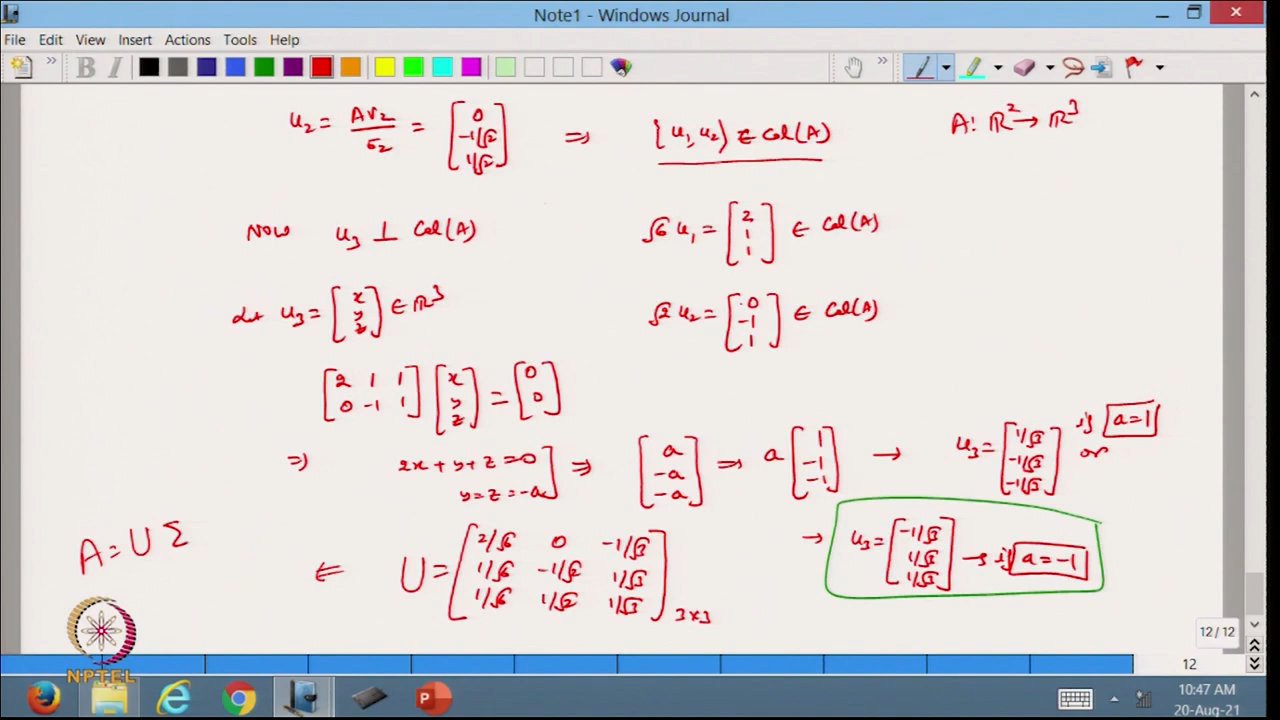 Note1 - Windows Journal
File Edit View Insert Actions Tools Help
u₂ = Av₂/σ₂ = [0 -1/√2 1/√2] ⇒ {u₁, u₂} ∈ Col(A) A: ℝ² → ℝ³
Now u₃ ⊥ Col(A) √6 u₁ = [2 1 1] ∈ Col(A)
Let u₃ = [x y z] ∈ ℝ³ √2 u₂ = [0 -1 1] ∈ Col(A)
[2 1 1; 0 -1 1] [x y z] = [0 0]
⇒ 2x + y + z = 0 y = z = -a ] ⇒ [a -a -a] ⇒ a [1 -1 -1] → u₃ = [1/√3 -1/√3 -1/√3] if a=1 or
→ u₃ = [-1/√3 1/√3 1/√3] → if a = -1
A = U Σ ⇐ U = [2/√6 0 -1/√3; 1/√6 -1/√2 1/√3; 1/√6 1/√2 1/√3] 3x3
12 / 12
12
NPTEL
10:47 AM
20-Aug-21